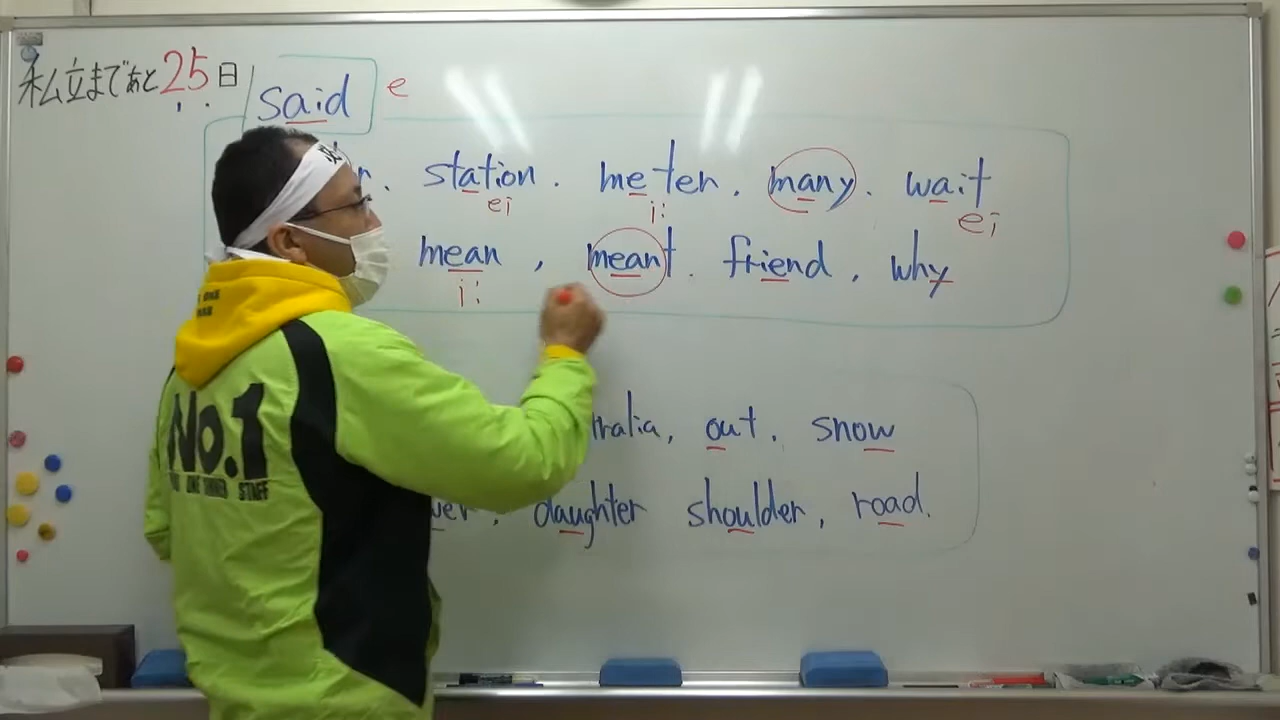 私立まであと25日
said e
station. meter. many. wait
ei i: ei
mean, meant. friend, why
i:
out. snow
daughter shoulder, road.
No.1
STAFF